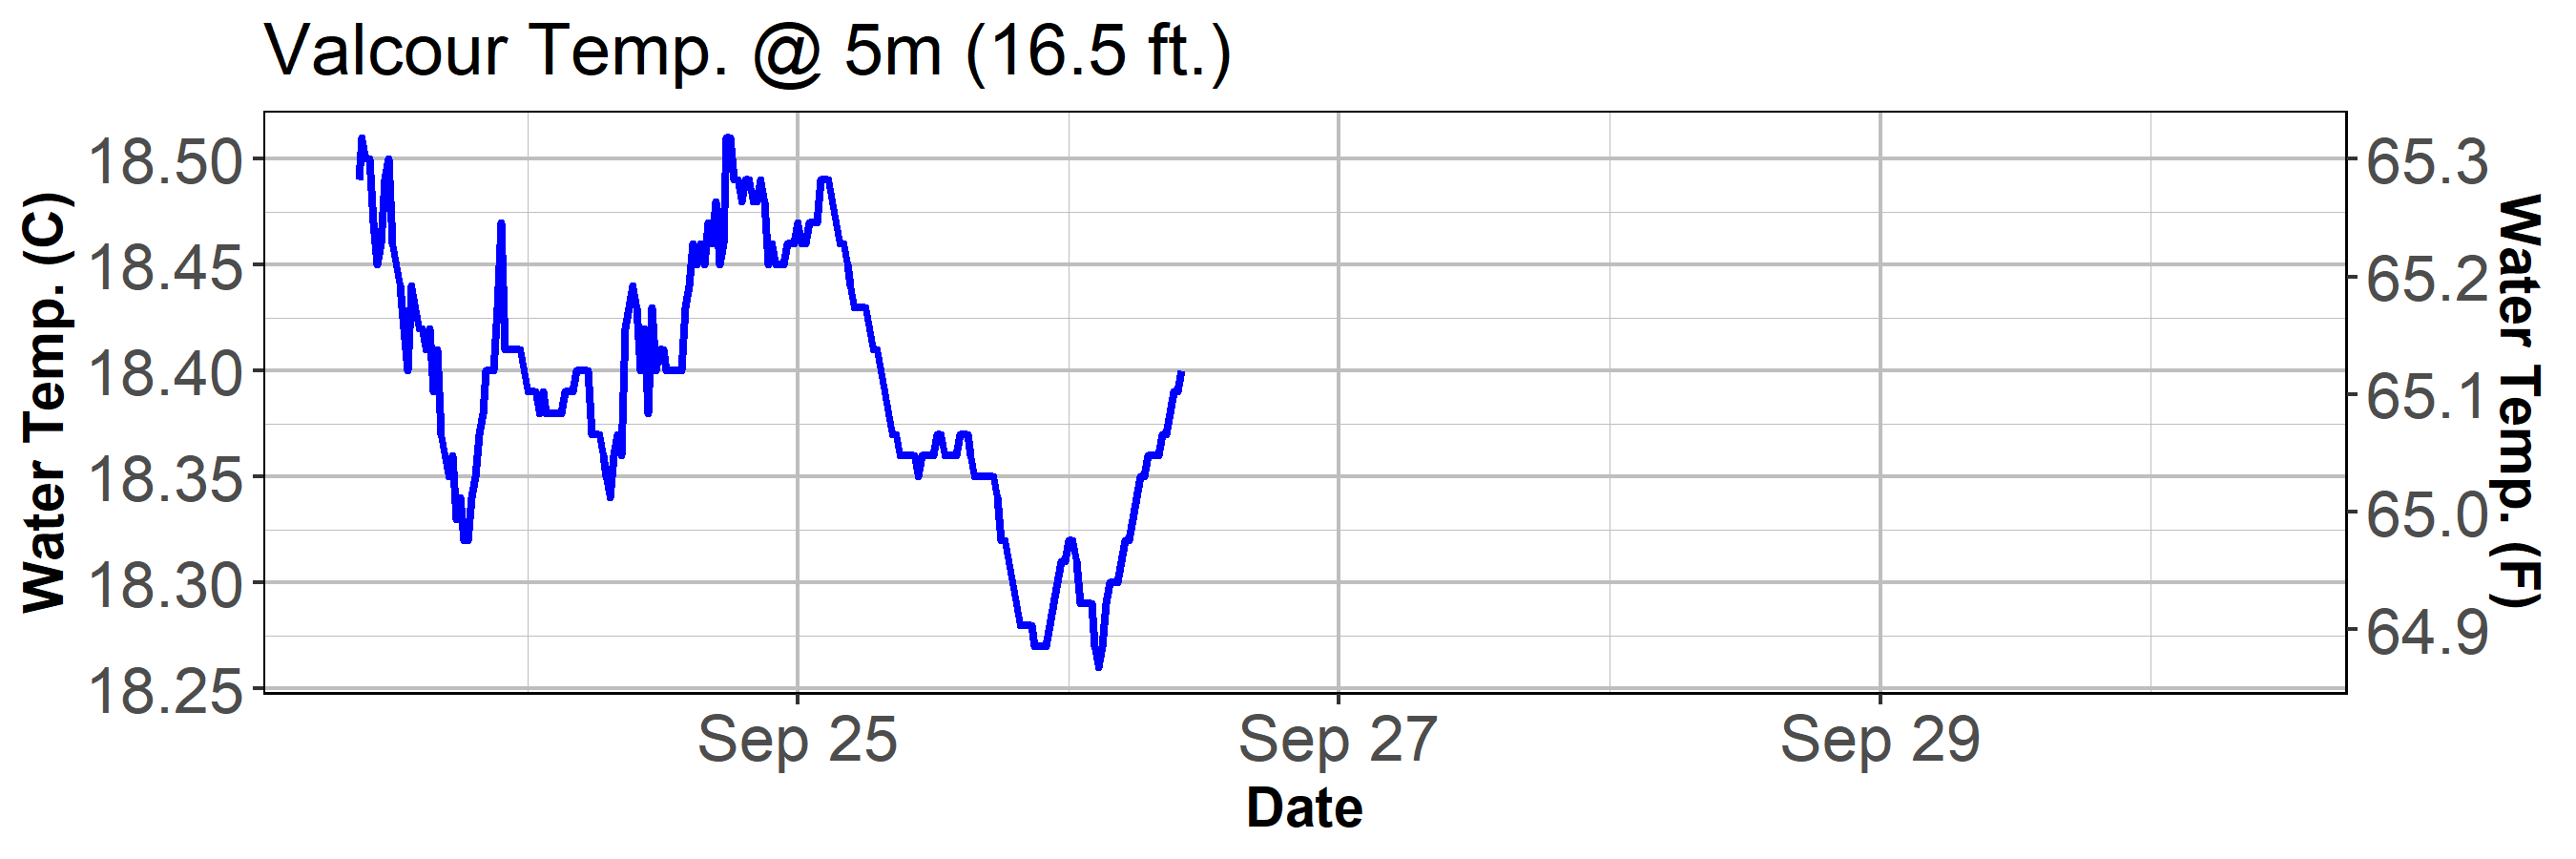 Valcour Temp. @ 5m (16.5 ft.)
Water Temp. (C)
18.50
18.45
18.40
18.35
18.30
18.25
65.3
65.2
65.1
65.0
64.9
Water Temp. (F)
Sep 25
Sep 27
Sep 29
Date